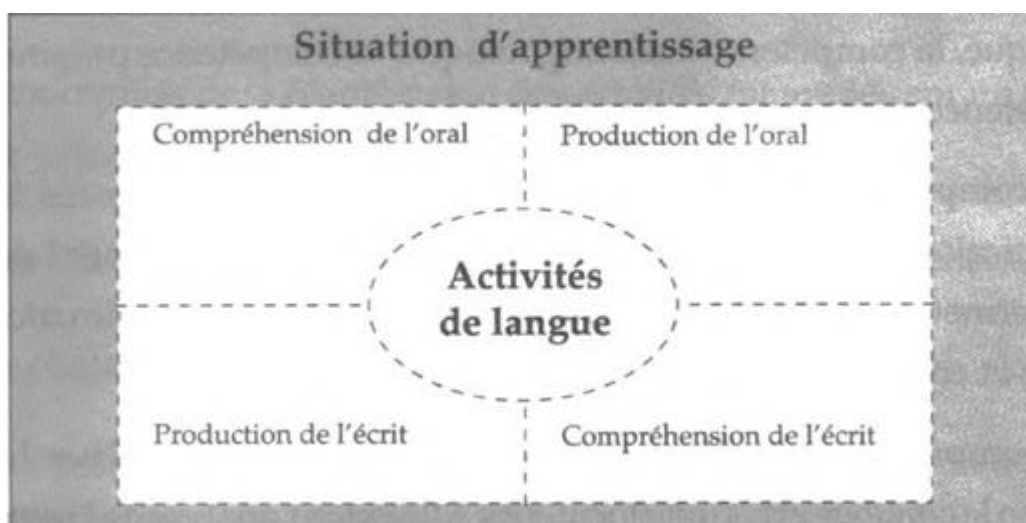 Situation d'apprentissage
Compréhension de l'oral
Production de l'oral
Activités
de langue
Production de l'écrit
Compréhension de l'écrit